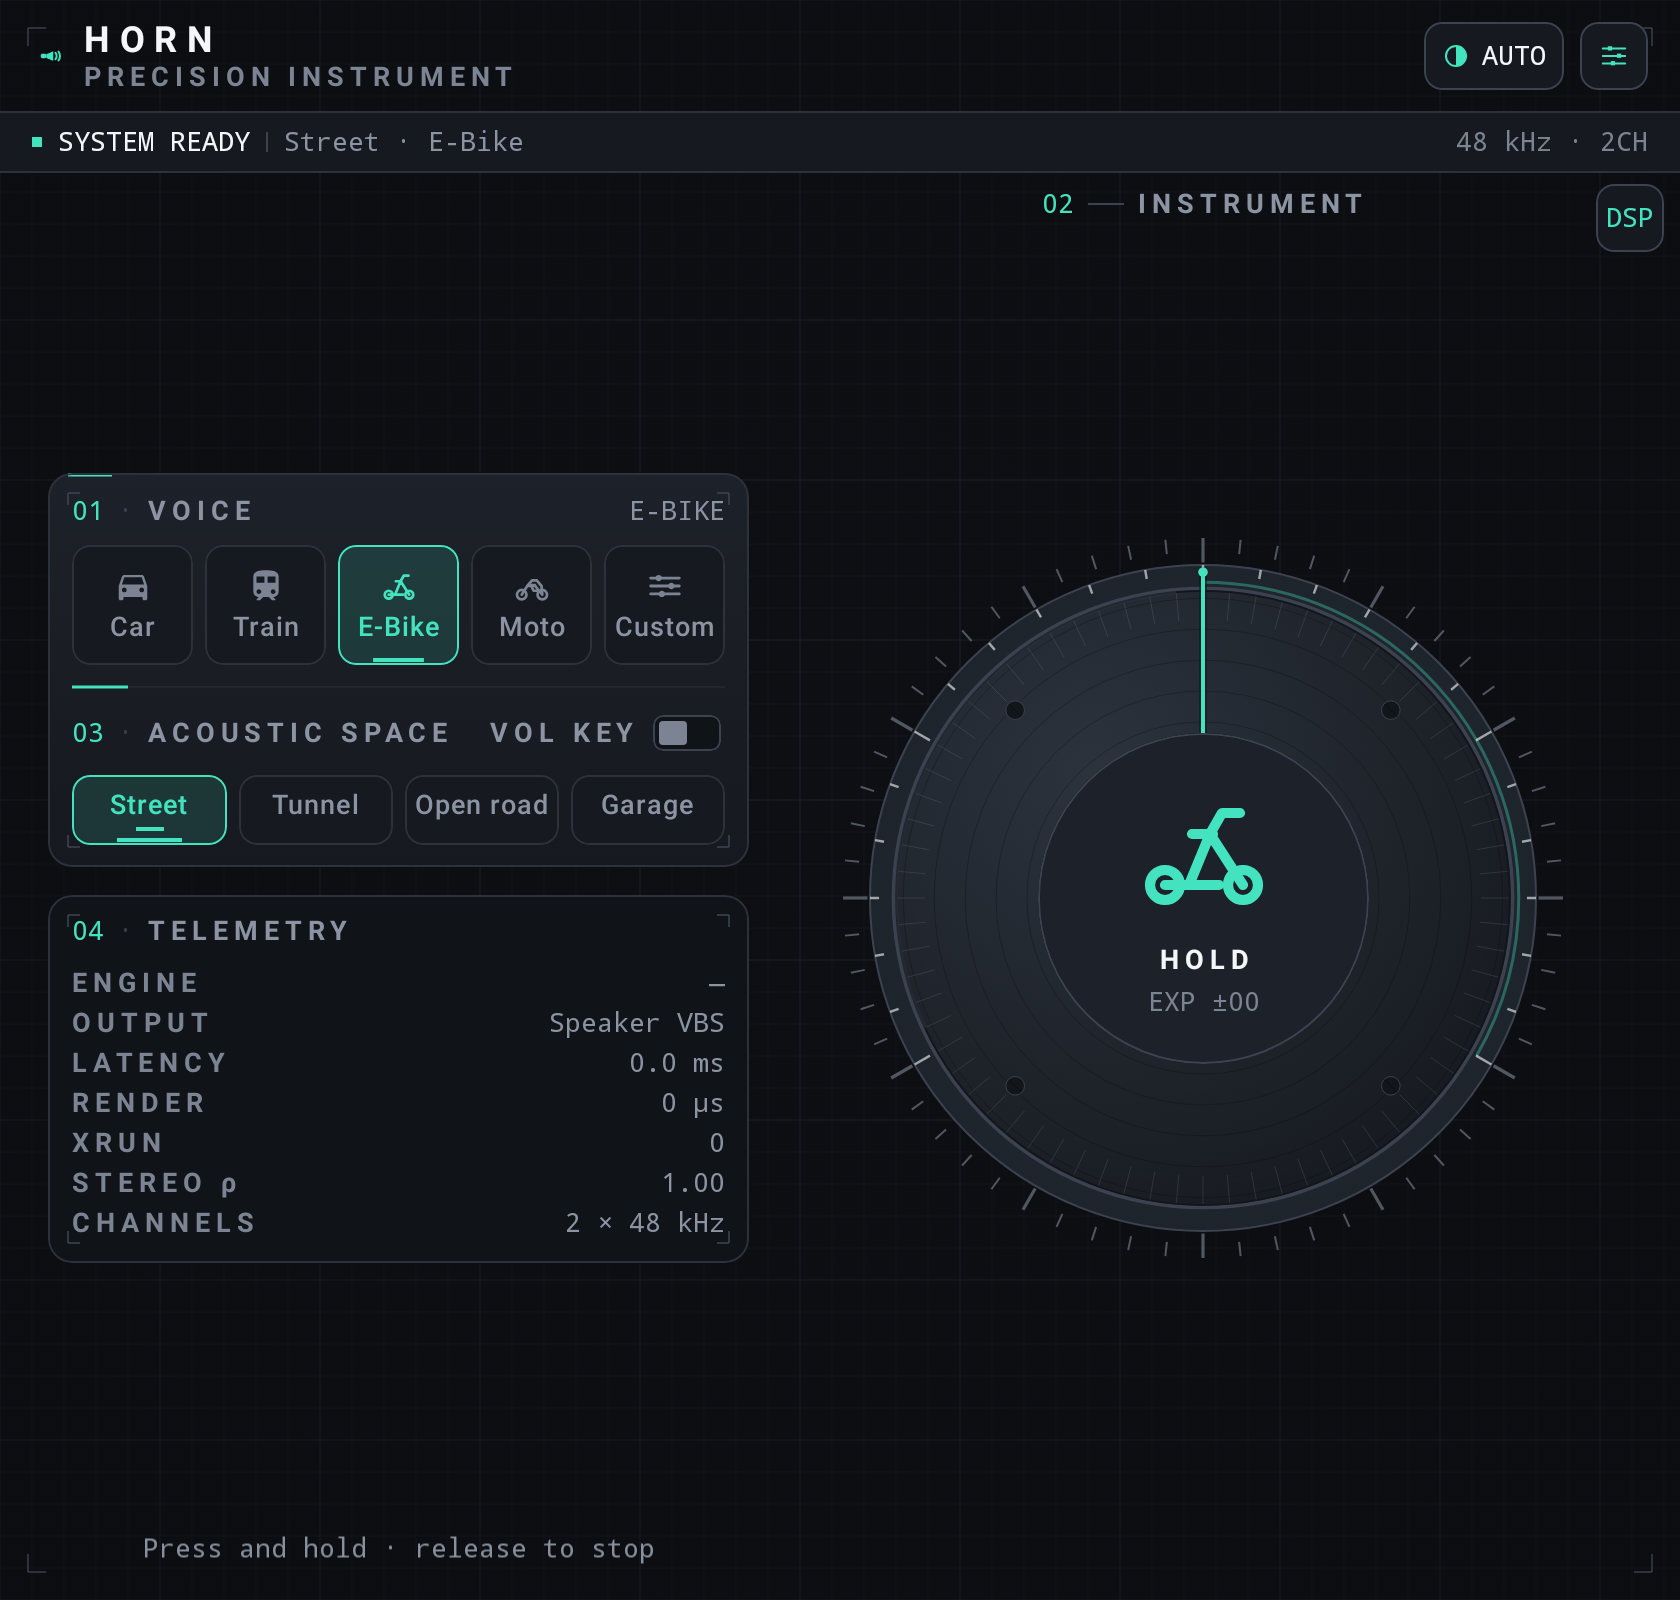 HORN
PRECISION INSTRUMENT
AUTO
SYSTEM READY
Street · E-Bike
48 kHz · 2CH
02 — INSTRUMENT
DSP
01 · VOICE
E-BIKE
Car
Train
E-Bike
Moto
Custom
03 · ACOUSTIC SPACE
VOL KEY
Street
Tunnel
Open road
Garage
04 · TELEMETRY
ENGINE —
OUTPUT Speaker VBS
LATENCY 0.0 ms
RENDER 0 µs
XRUN 0
STEREO ρ 1.00
CHANNELS 2 × 48 kHz
HOLD
EXP ±00
Press and hold · release to stop